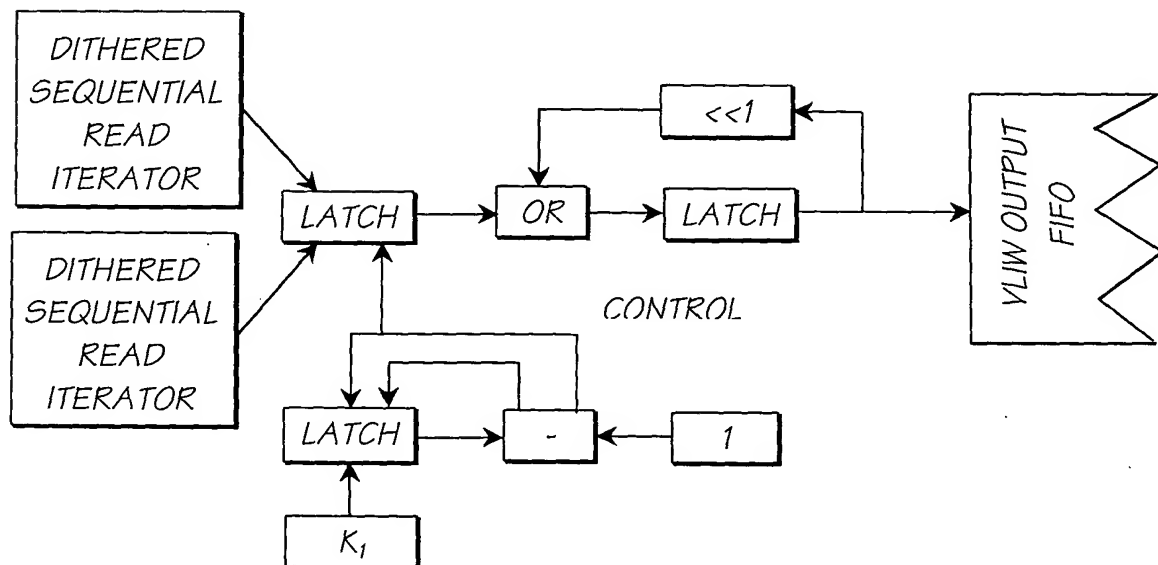 DITHERED
SEQUENTIAL
READ
ITERATOR
<<1
VLIW OUTPUT
FIFO
LATCH
OR
LATCH
DITHERED
SEQUENTIAL
READ
ITERATOR
CONTROL
LATCH
-
1
K₁